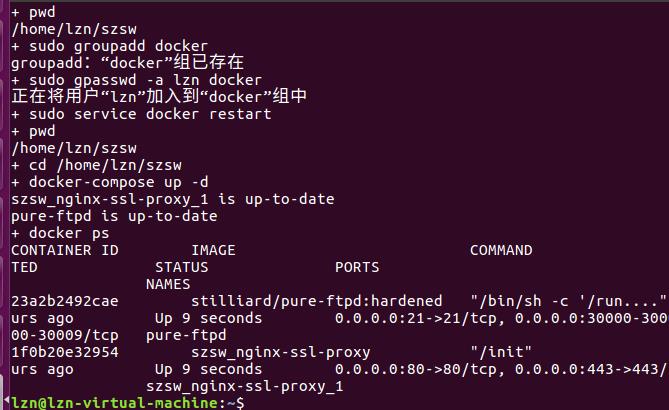 + pwd
/home/lzn/szsw
+ sudo groupadd docker
groupadd：“docker”组已存在
+ sudo gpasswd -a lzn docker
正在将用户“lzn”加入到“docker”组中
+ sudo service docker restart
+ pwd
/home/lzn/szsw
+ cd /home/lzn/szsw
+ docker-compose up -d
szsw_nginx-ssl-proxy_1 is up-to-date
pure-ftpd is up-to-date
+ docker ps
CONTAINER ID        IMAGE                           COMMAND
TED             STATUS              PORTS
                NAMES
23a2b2492cae        stilliard/pure-ftpd:hardened   "/bin/sh -c '/run...."
urs ago         Up 9 seconds        0.0.0.0:21->21/tcp, 0.0.0.0:30000-300
00-30009/tcp   pure-ftpd
1f0b20e32954        szsw_nginx-ssl-proxy           "/init"
urs ago         Up 9 seconds        0.0.0.0:80->80/tcp, 0.0.0.0:443->443/
                szsw_nginx-ssl-proxy_1
lzn@lzn-virtual-machine:~$